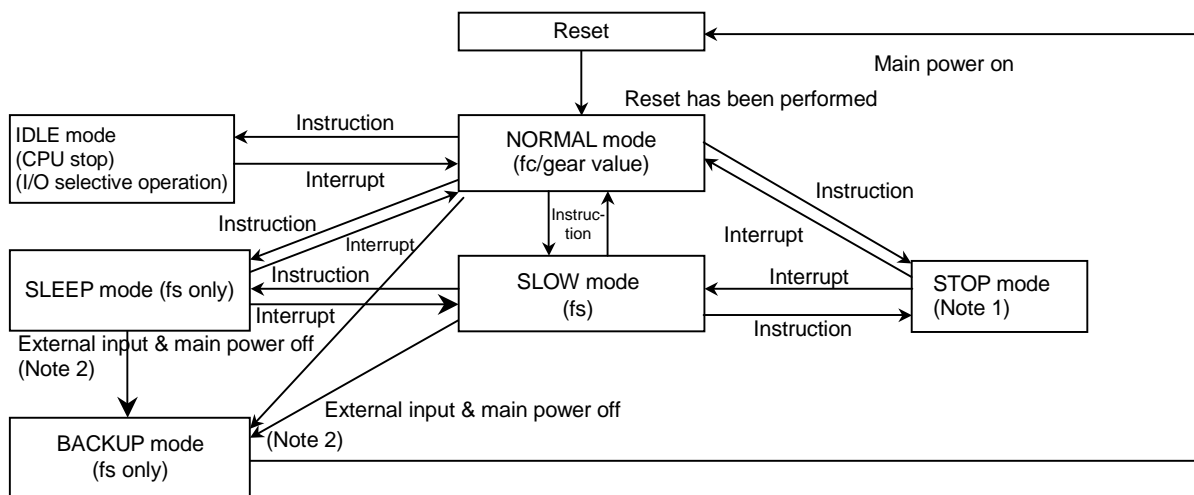 Reset
Main power on
Reset has been performed
IDLE mode
(CPU stop)
(I/O selective operation)
Instruction
Interrupt
NORMAL mode
(fc/gear value)
Instruction
Interrupt
Instruc-
tion
Instruction
Interrupt
SLEEP mode (fs only)
Instruction
Interrupt
SLOW mode
(fs)
Interrupt
Instruction
STOP mode
(Note 1)
External input & main power off
(Note 2)
External input & main power off
(Note 2)
BACKUP mode
(fs only)